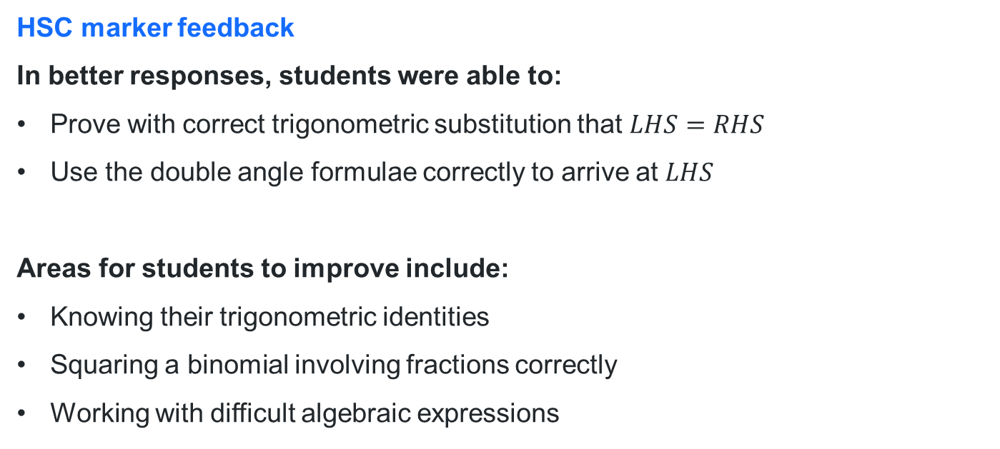 HSC marker feedback
In better responses, students were able to:
• Prove with correct trigonometric substitution that LHS = RHS
• Use the double angle formulae correctly to arrive at LHS
Areas for students to improve include:
• Knowing their trigonometric identities
• Squaring a binomial involving fractions correctly
• Working with difficult algebraic expressions